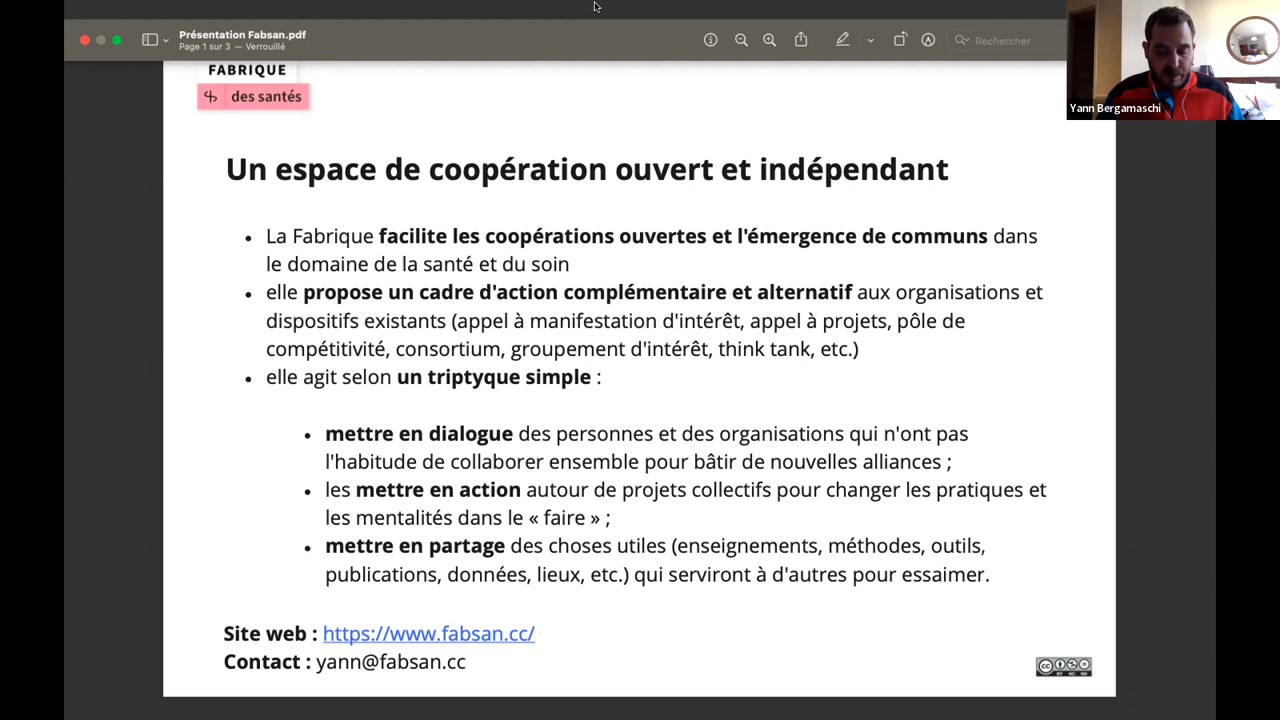 Présentation Fabsan.pdf
Page 1 sur 3 — Verrouillé
Rechercher
Yann Bergamaschi
FABRIQUE
des santés
Un espace de coopération ouvert et indépendant
• La Fabrique facilite les coopérations ouvertes et l'émergence de communs dans
le domaine de la santé et du soin
• elle propose un cadre d'action complémentaire et alternatif aux organisations et
dispositifs existants (appel à manifestation d'intérêt, appel à projets, pôle de
compétitivité, consortium, groupement d'intérêt, think tank, etc.)
• elle agit selon un triptyque simple :
• mettre en dialogue des personnes et des organisations qui n'ont pas
l'habitude de collaborer ensemble pour bâtir de nouvelles alliances ;
• les mettre en action autour de projets collectifs pour changer les pratiques et
les mentalités dans le « faire » ;
• mettre en partage des choses utiles (enseignements, méthodes, outils,
publications, données, lieux, etc.) qui serviront à d'autres pour essaimer.
Site web : https://www.fabsan.cc/
Contact : yann@fabsan.cc